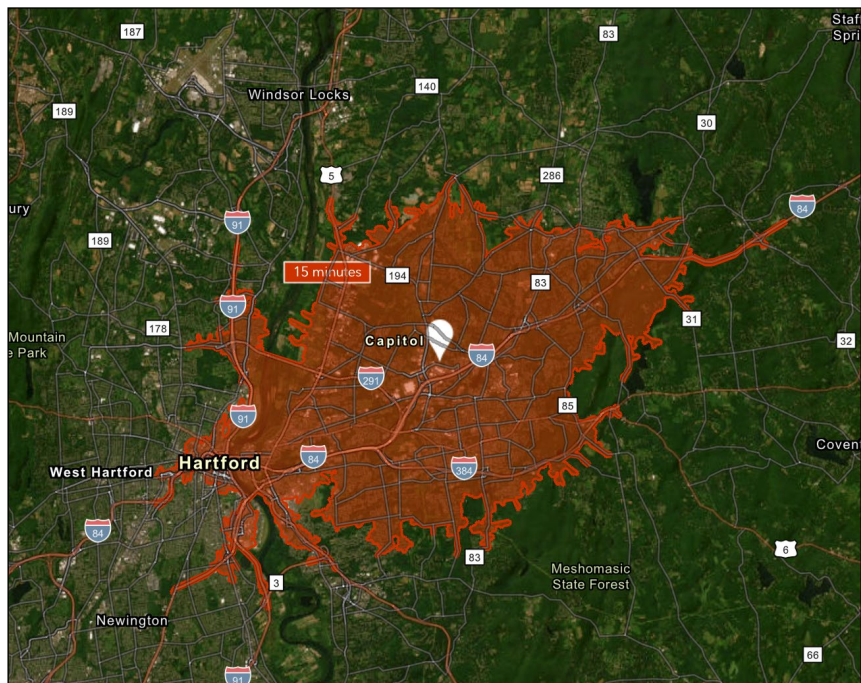 Staff
Spri
187
83
140
Windsor Locks
189
30
5
286
ury
84
91
189
15 minutes
194
83
91
31
178
Mountain
e Park
Capitol
84
32
291
85
91
84
Hartford
West Hartford
384
Coven
84
83
6
Meshomasic
State Forest
3
Newington
66
91